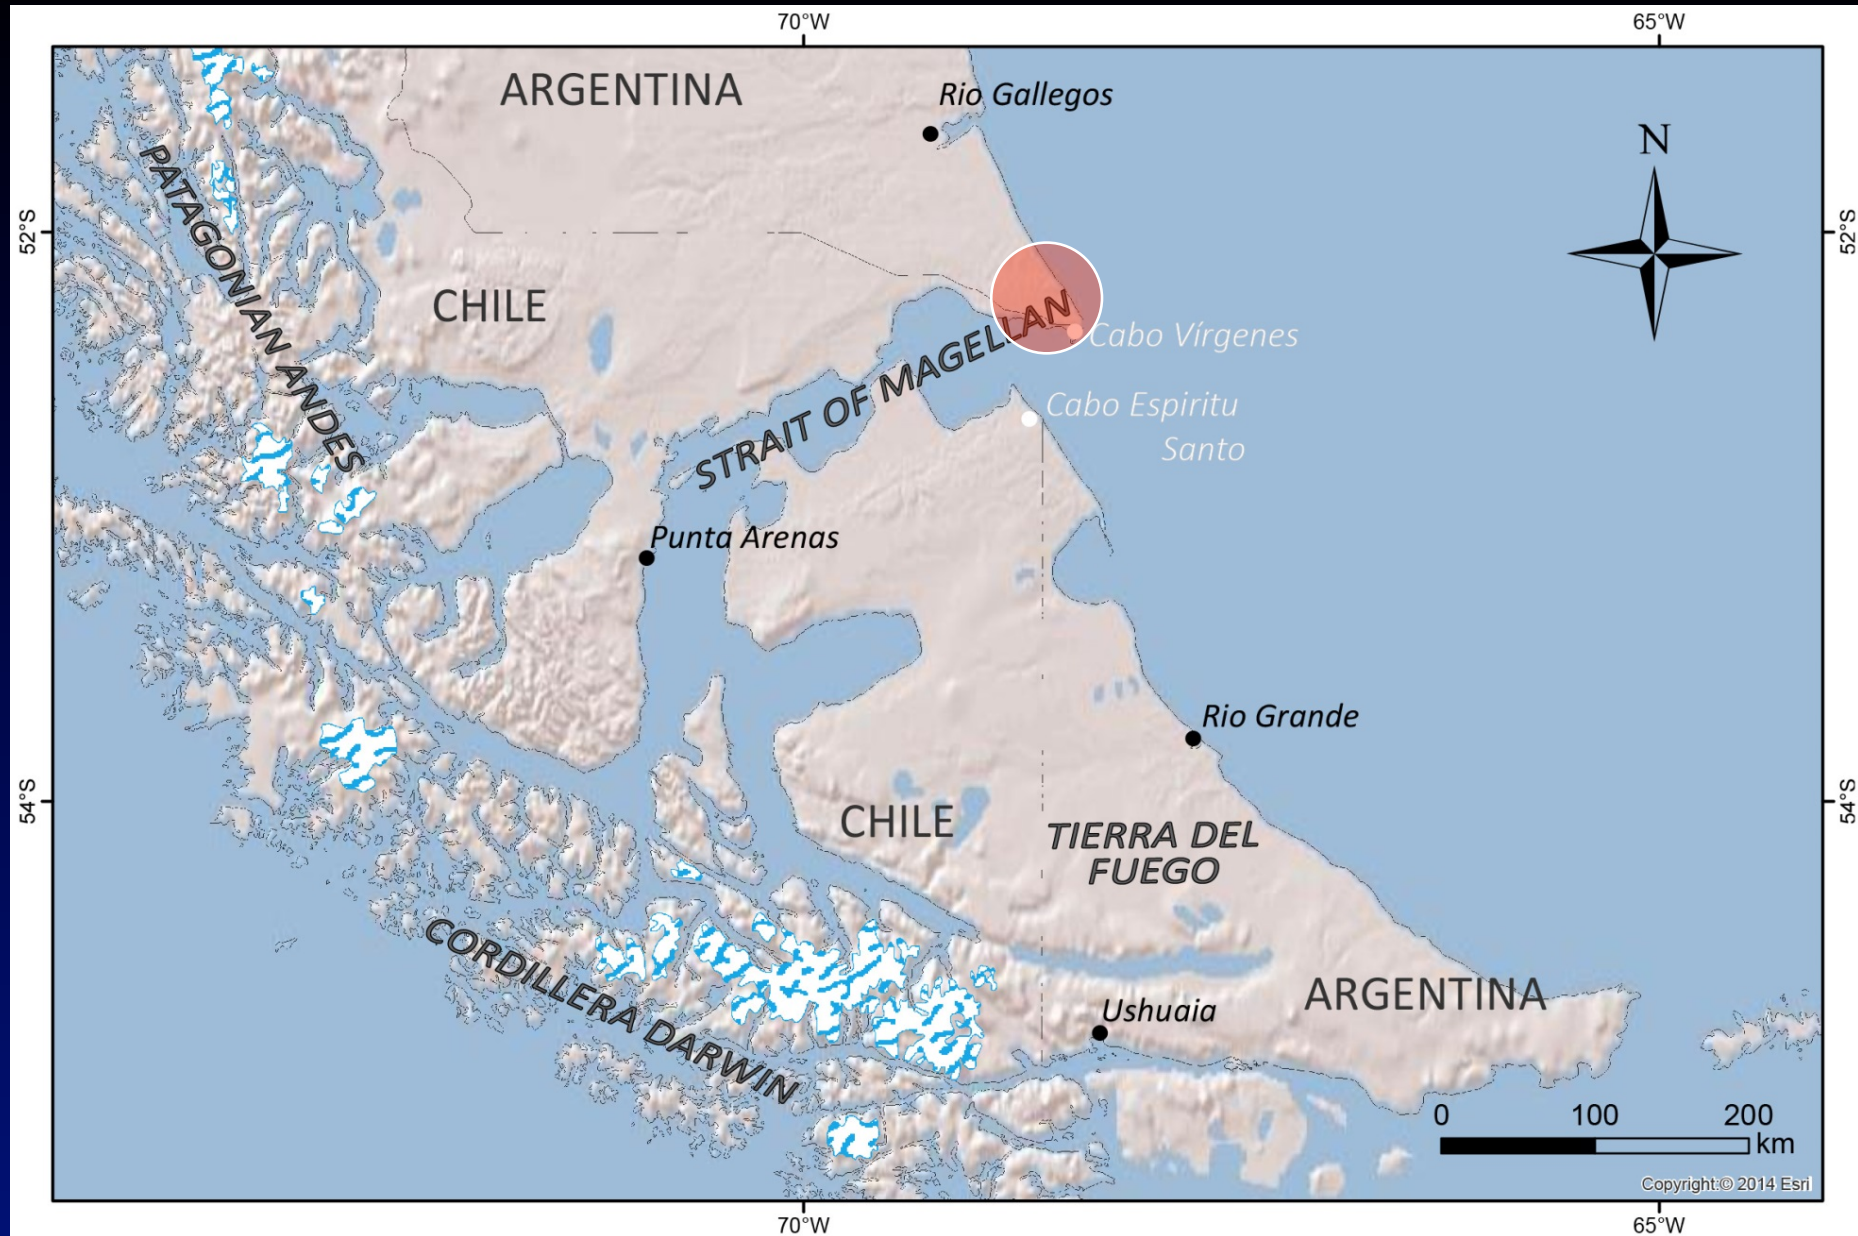 70°W
65°W
ARGENTINA
Rio Gallegos
N
PATAGONIAN ANDES
52°S
52°S
CHILE
STRAIT OF MAGELLAN
Cabo Vírgenes
Cabo Espiritu
Santo
Punta Arenas
Rio Grande
54°S
54°S
CHILE
TIERRA DEL
FUEGO
CORDILLERA DARWIN
ARGENTINA
Ushuaia
0 100 200
km
Copyright:© 2014 Esri
70°W
65°W